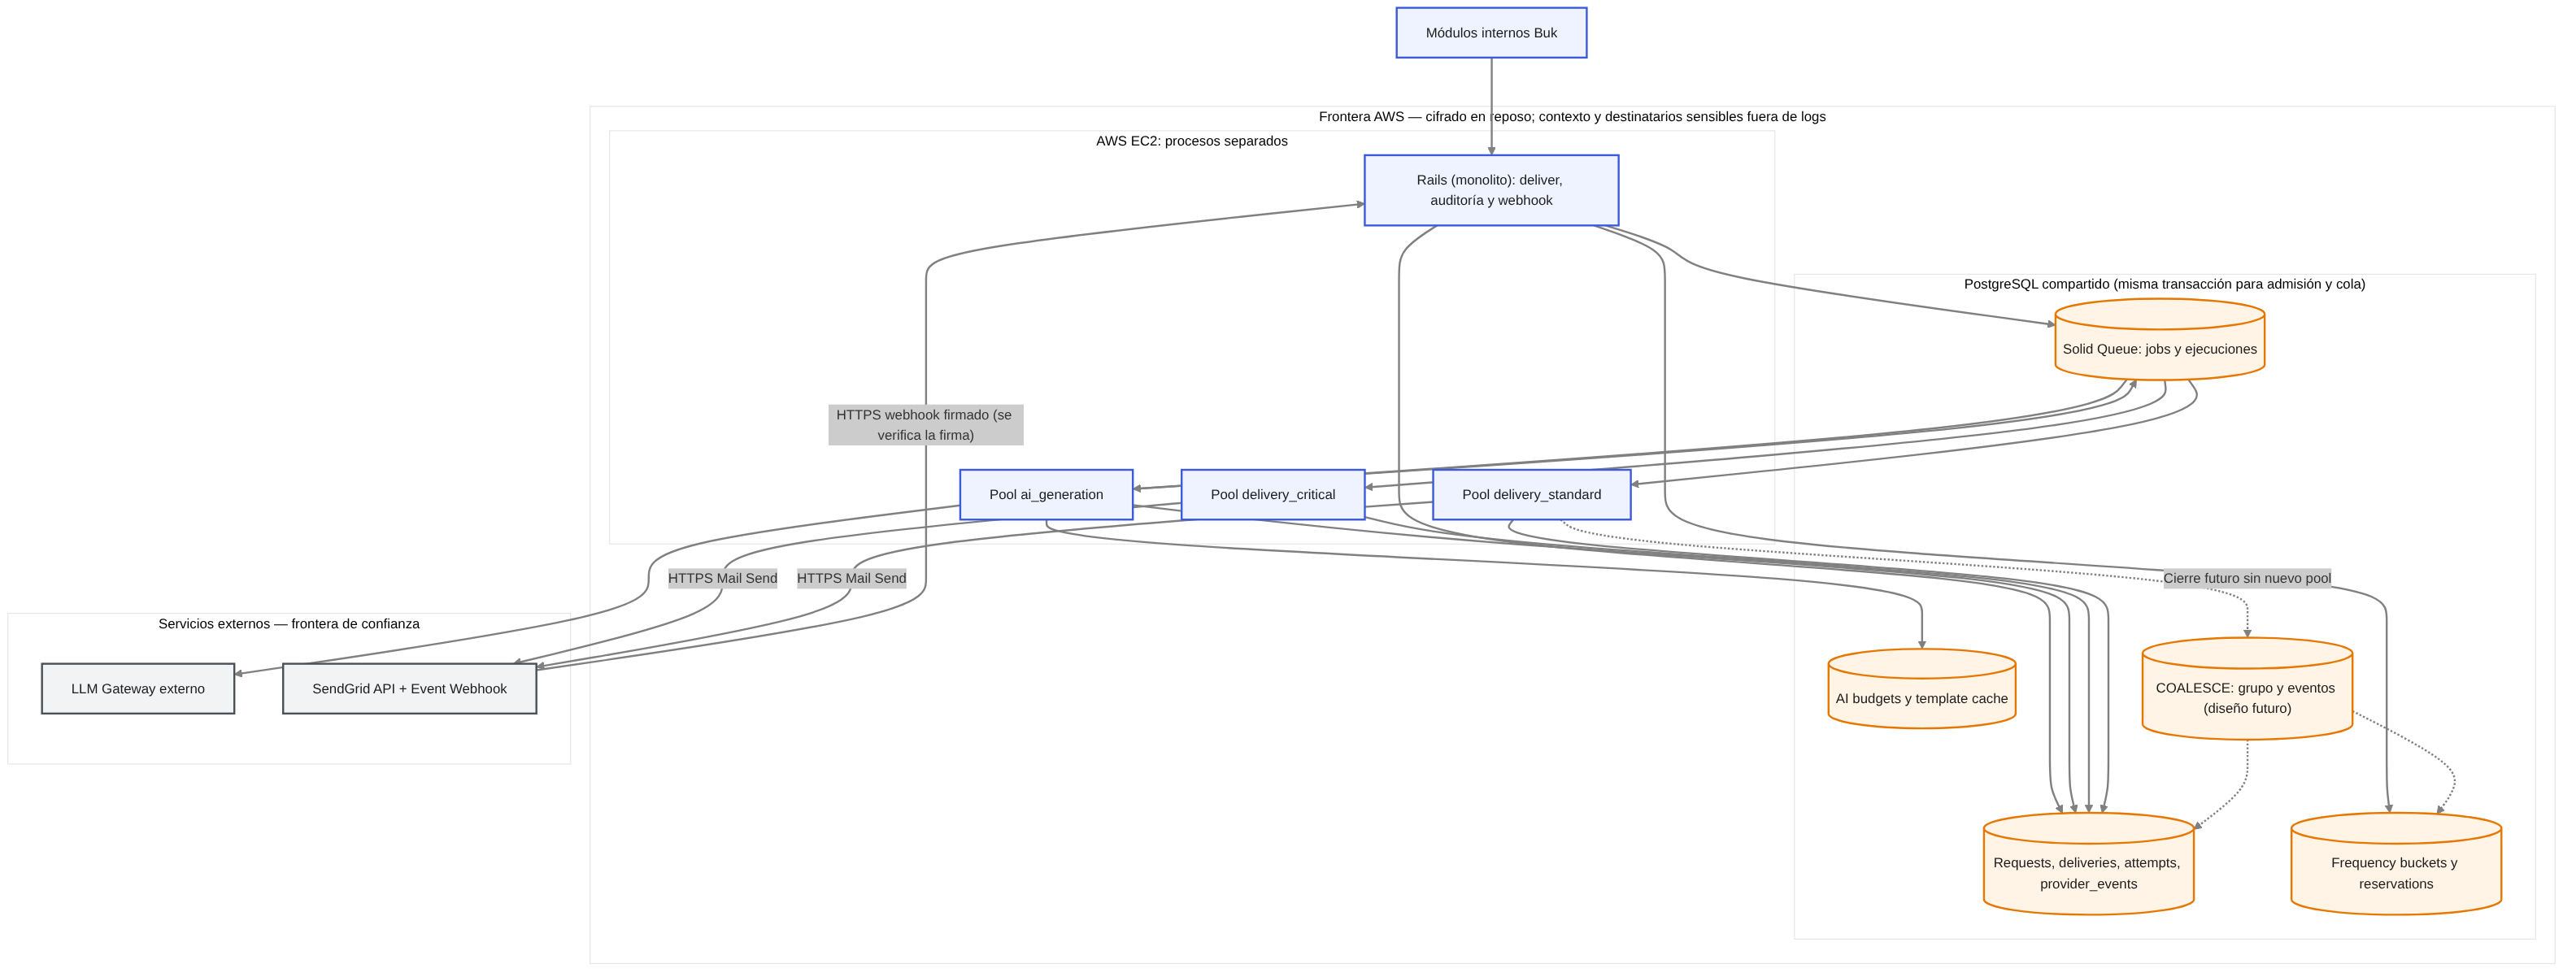 Módulos internos Buk
Frontera AWS — cifrado en reposo; contexto y destinatarios sensibles fuera de logs
AWS EC2: procesos separados
Rails (monolito): deliver,
auditoría y webhook
PostgreSQL compartido (misma transacción para admisión y cola)
Solid Queue: jobs y ejecuciones
HTTPS webhook firmado (se
verifica la firma)
Pool ai_generation
Pool delivery_critical
Pool delivery_standard
HTTPS Mail Send
HTTPS Mail Send
Cierre futuro sin nuevo pool
Servicios externos — frontera de confianza
LLM Gateway externo
SendGrid API + Event Webhook
AI budgets y template cache
COALESCE: grupo y eventos
(diseño futuro)
Requests, deliveries, attempts,
provider_events
Frequency buckets y
reservations